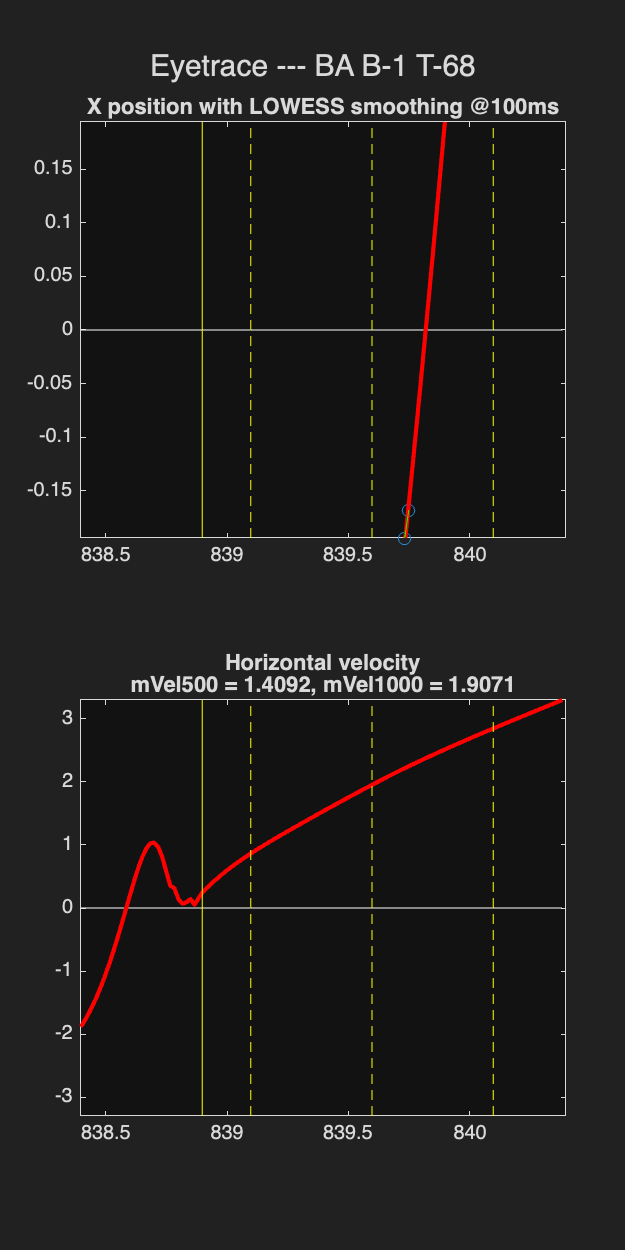 Eyetrace --- BA B-1 T-68
X position with LOWESS smoothing @100ms
0.15
0.1
0.05
0
-0.05
-0.1
-0.15
838.5 839 839.5 840
Horizontal velocity
mVel500 = 1.4092, mVel1000 = 1.9071
3
2
1
0
-1
-2
-3
838.5 839 839.5 840